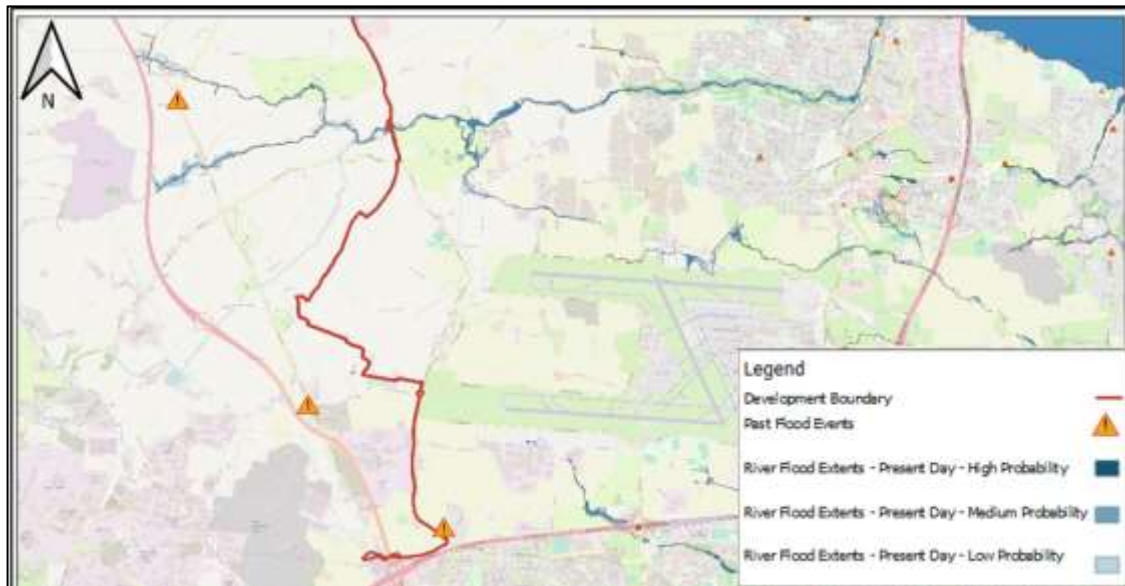 N
Legend
Development Boundary
Past Flood Events
River Flood Extents - Present Day - High Probability
River Flood Extents - Present Day - Medium Probability
River Flood Extents - Present Day - Low Probability